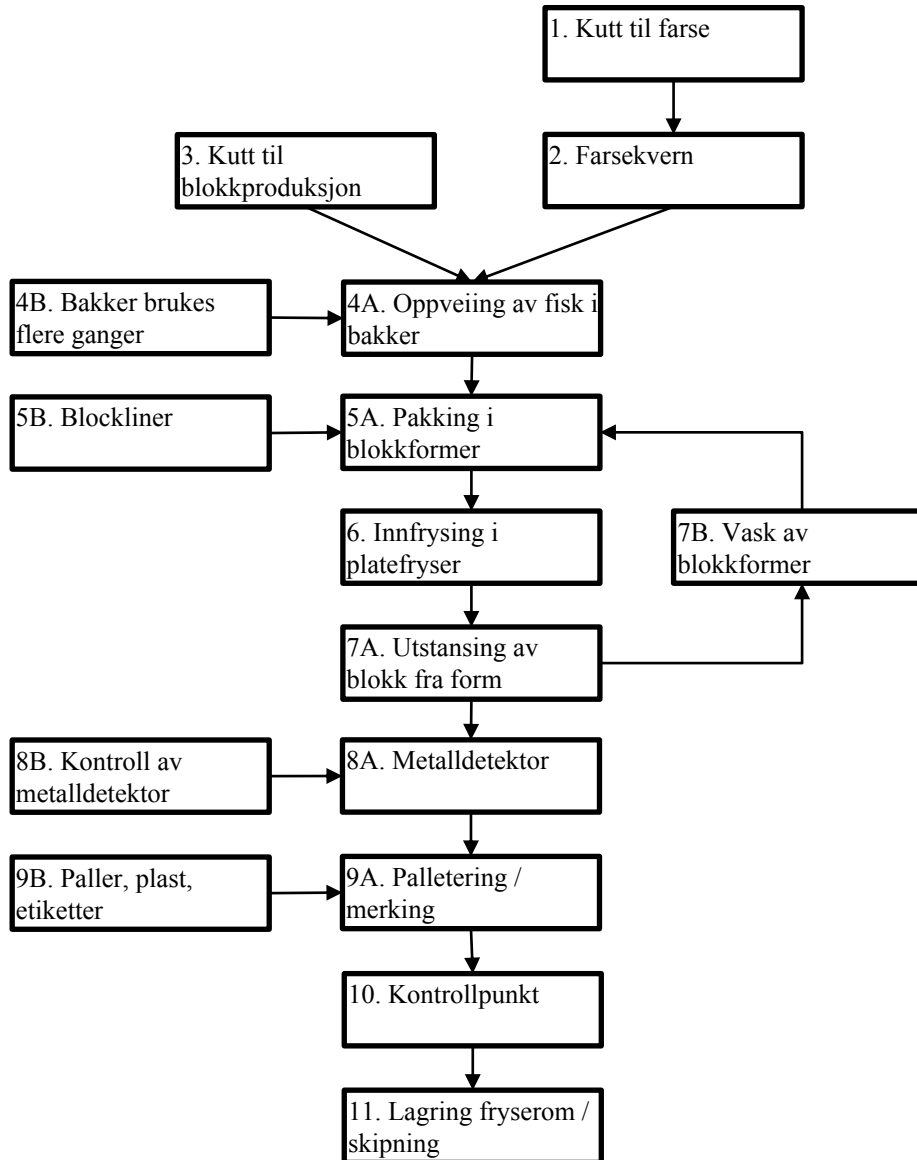 1. Kutt til farse
2. Farsekvern
3. Kutt til
blokkproduksjon
4B. Bakker brukes
flere ganger
4A. Oppveiing av fisk i
bakker
5B. Blockliner
5A. Pakking i
blokkformer
6. Innfrysing i
platefryser
7B. Vask av
blokkformer
7A. Utstansing av
blokk fra form
8B. Kontroll av
metalldetektor
8A. Metalldetektor
9B. Paller, plast,
etiketter
9A. Palletering /
merking
10. Kontrollpunkt
11. Lagring fryserom /
skipning